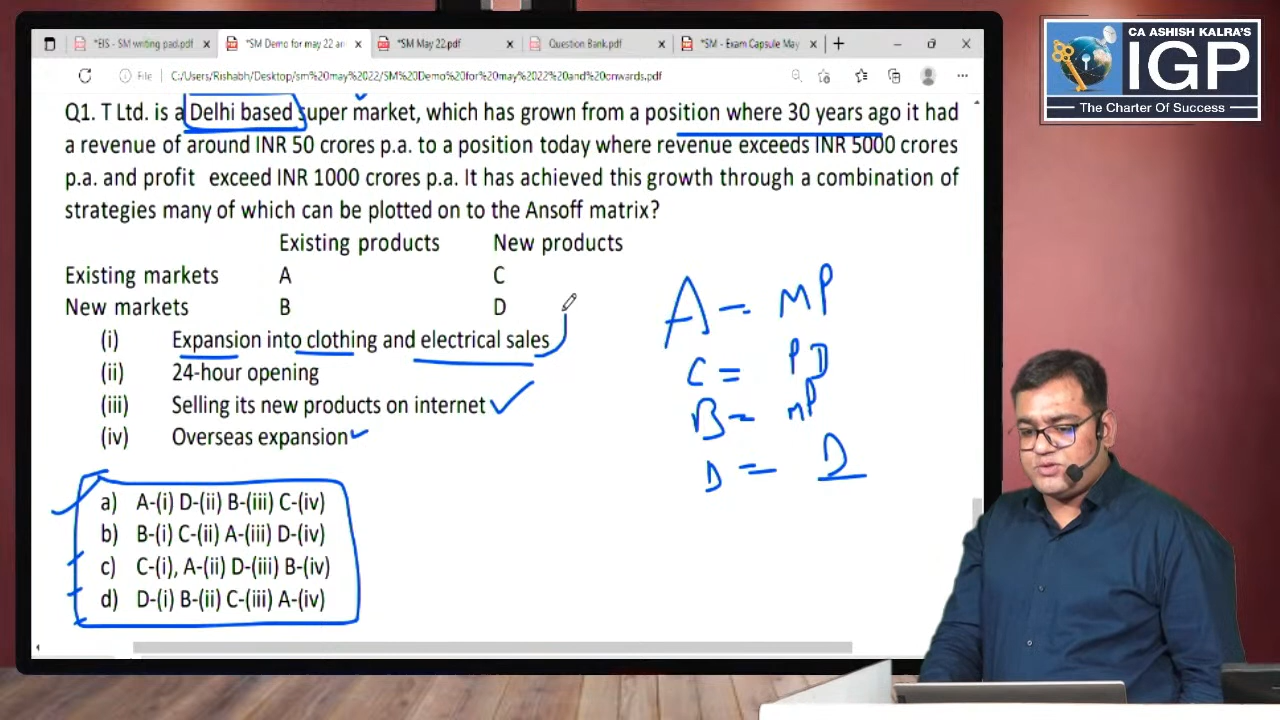 *EIS - SM writing pad.pdf × *SM Demo for may 22 an × *SM May 22.pdf × Question Bank.pdf × *SM - Exam Capsule May × +
File C:/Users/Rishabh/Desktop/sm%20may%2022/SM%20Demo%20for%20may%2022%20and%20onwards.pdf
CA ASHISH KALRA'S
IGP
The Charter Of Success
Q1. T Ltd. is a Delhi based super market, which has grown from a position where 30 years ago it had
a revenue of around INR 50 crores p.a. to a position today where revenue exceeds INR 5000 crores
p.a. and profit exceed INR 1000 crores p.a. It has achieved this growth through a combination of
strategies many of which can be plotted on to the Ansoff matrix?
Existing products New products
Existing markets A C
New markets B D
(i) Expansion into clothing and electrical sales
(ii) 24-hour opening
(iii) Selling its new products on internet
(iv) Overseas expansion
a) A-(i) D-(ii) B-(iii) C-(iv)
b) B-(i) C-(ii) A-(iii) D-(iv)
c) C-(i), A-(ii) D-(iii) B-(iv)
d) D-(i) B-(ii) C-(iii) A-(iv)
A - MP
C = PD
B = MP
D = D